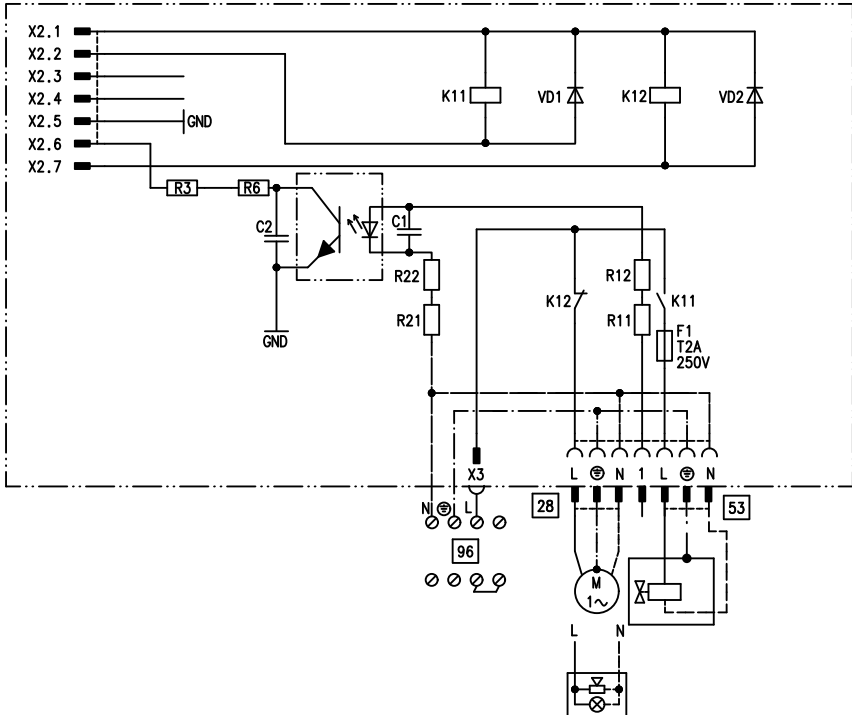 X2.1
X2.2
X2.3
X2.4
X2.5
X2.6
X2.7
GND
K11
VD1
K12
VD2
R3
R6
C2
C1
R22
R21
GND
K12
R12
R11
K11
F1
T2A
250V
X3
L N 1 L N
N L
28
53
96
M
1~
L N